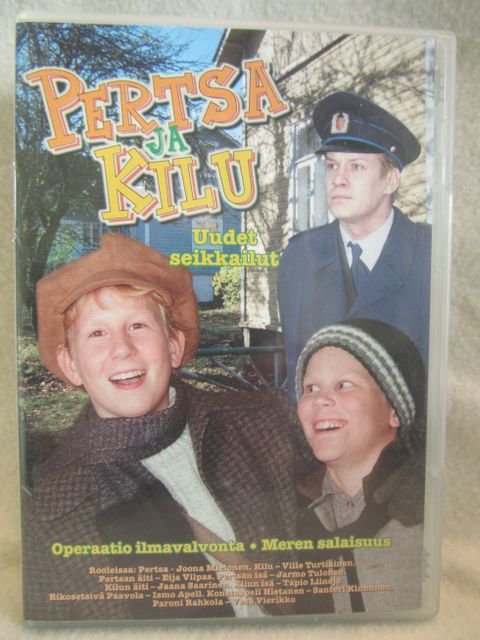 PERTSA
JA
KILU
Uudet
seikkailut
Operaatio ilmavalvonta • Meren salaisuus
Rooleissa: Pertsa - Joona Mielonen. Kilu - Ville Turtiainen.
Pertsan äiti - Eija Vilpas. Pertsan isä - Jarmo Tulonen.
Kilun äiti - Jaana Saarinen. Kilun isä - Tapio Liinoja
Rikosetsivä Paavola - Ismo Apell. Konstaapeli Hietanen - Santeri Kinnunen.
Paroni Rahkola - Vesa Vierikko